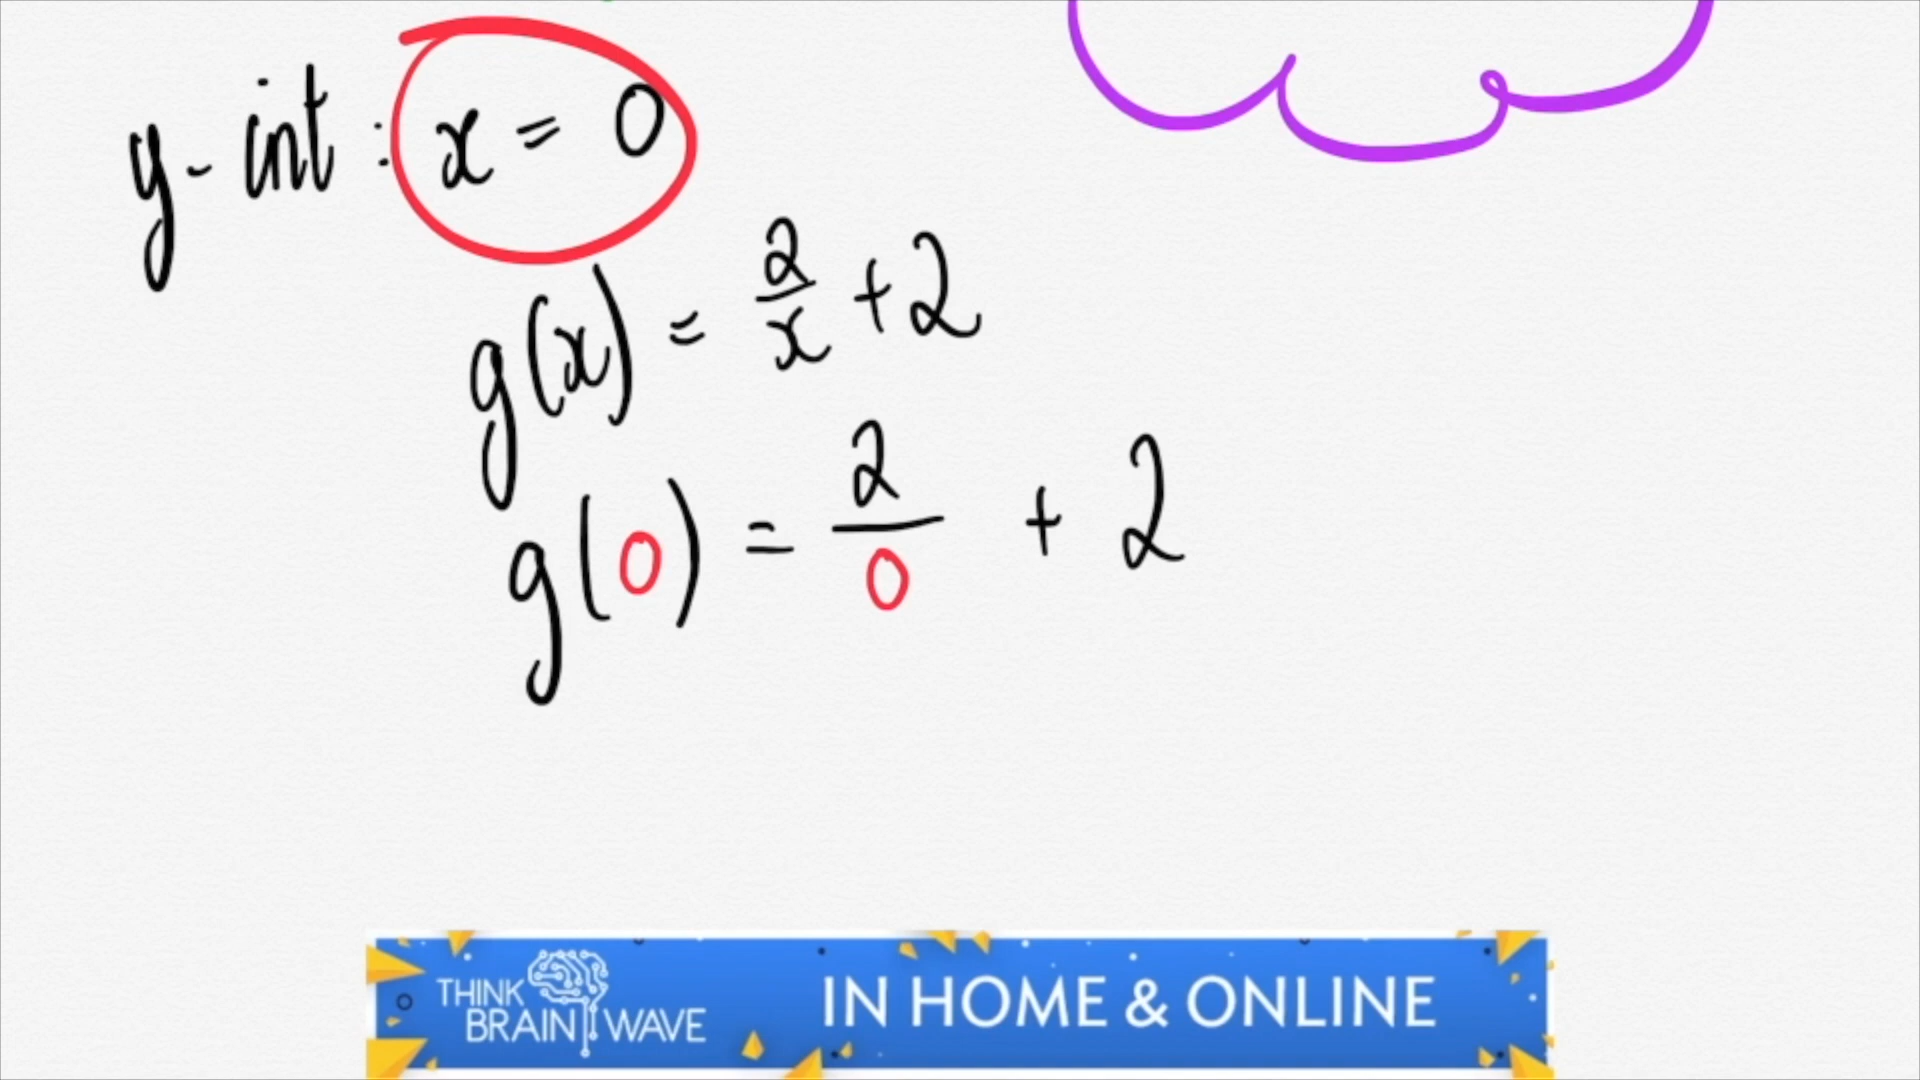 y-int : x = 0
g(x) = 2/x + 2
g(0) = 2/0 + 2
THINK
BRAIN WAVE
IN HOME & ONLINE